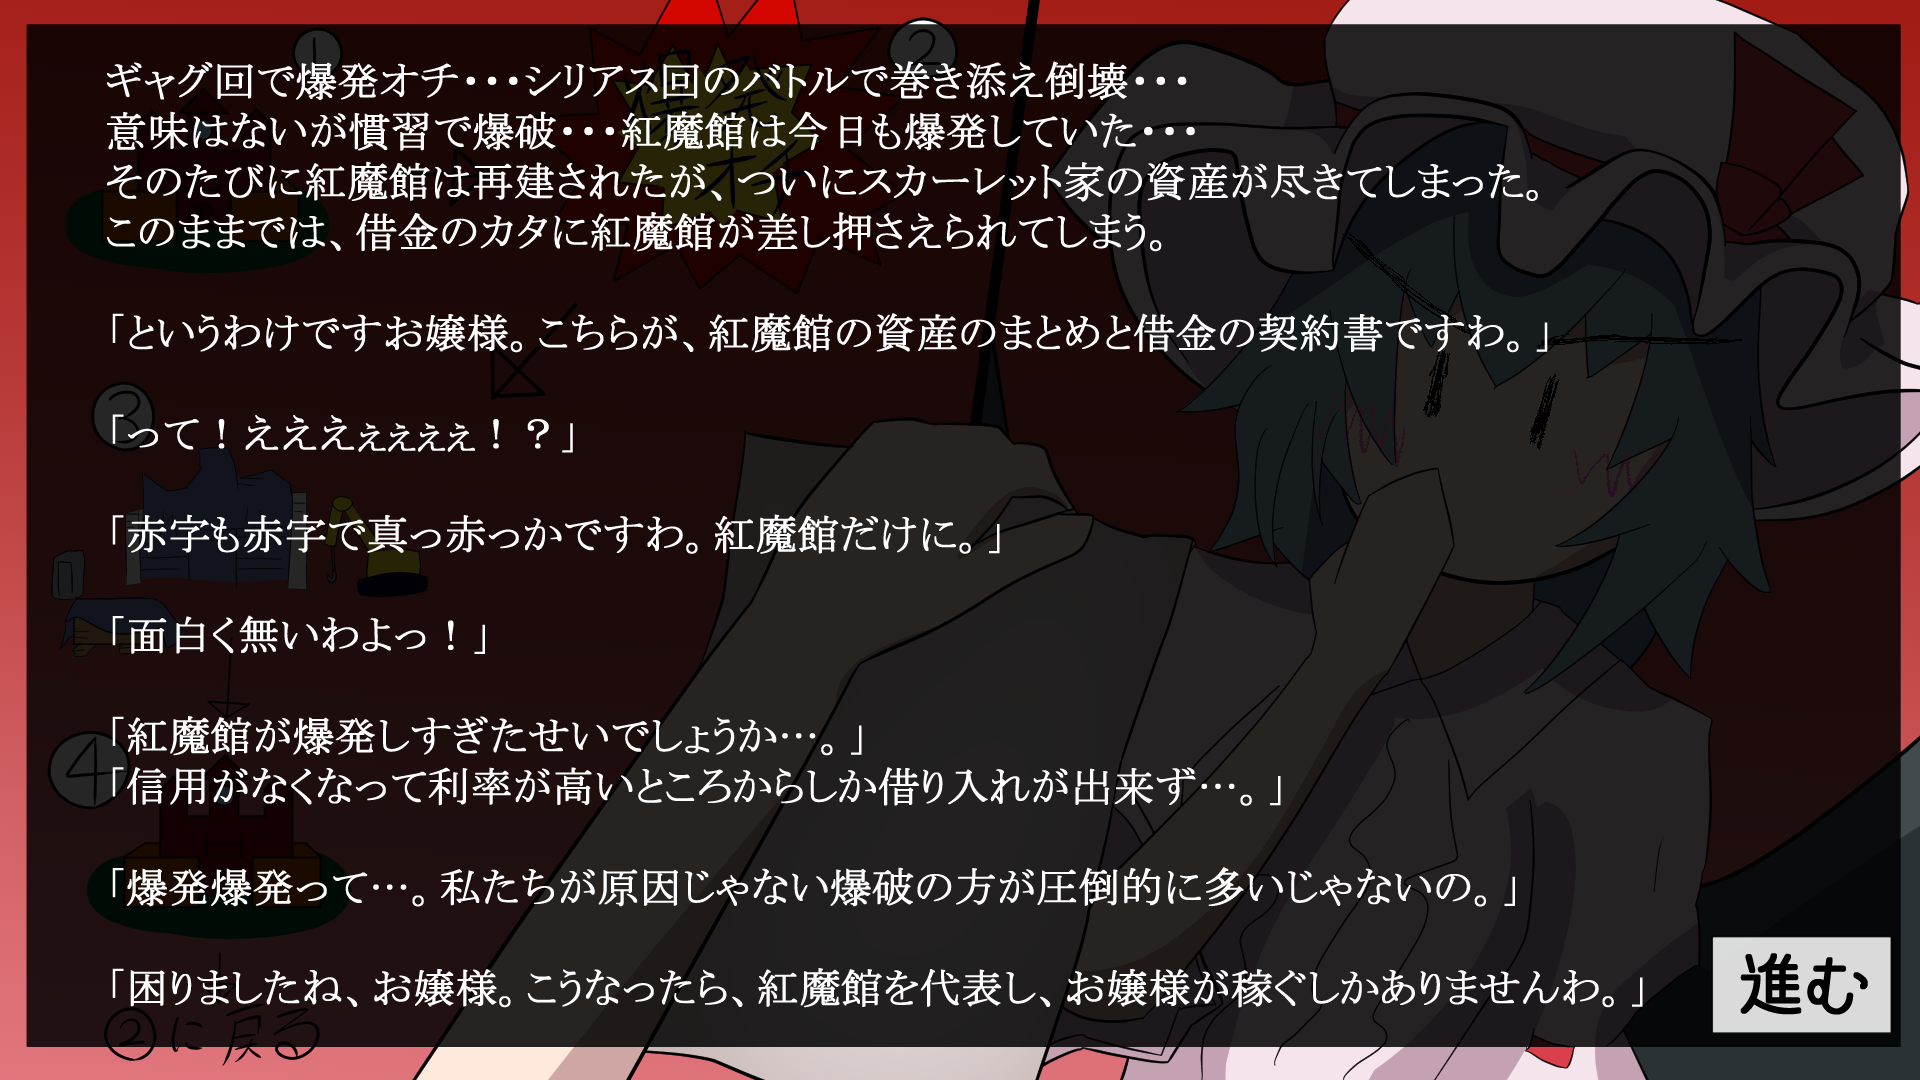 ギャグ回で爆発オチ・・・シリアス回のバトルで巻き添え倒壊・・・
意味はないが慣習で爆破・・・紅魔館は今日も爆発していた・・・
そのたびに紅魔館は再建されたが、ついにスカーレット家の資産が尽きてしまった。
このままでは、借金のカタに紅魔館が差し押さえられてしまう。
「というわけですお嬢様。こちらが、紅魔館の資産のまとめと借金の契約書ですわ。」
「って！えええぇぇぇぇ！？」
「赤字も赤字で真っ赤っかですわ。紅魔館だけに。」
「面白く無いわよっ！」
「紅魔館が爆発しすぎたせいでしょうか…。」
「信用がなくなって利率が高いところからしか借り入れが出来ず…。」
「爆発爆発って…。私たちが原因じゃない爆破の方が圧倒的に多いじゃないの。」
「困りましたね、お嬢様。こうなったら、紅魔館を代表し、お嬢様が稼ぐしかありませんわ。」
進む
①
②
爆発オチ
③
④
②に戻る